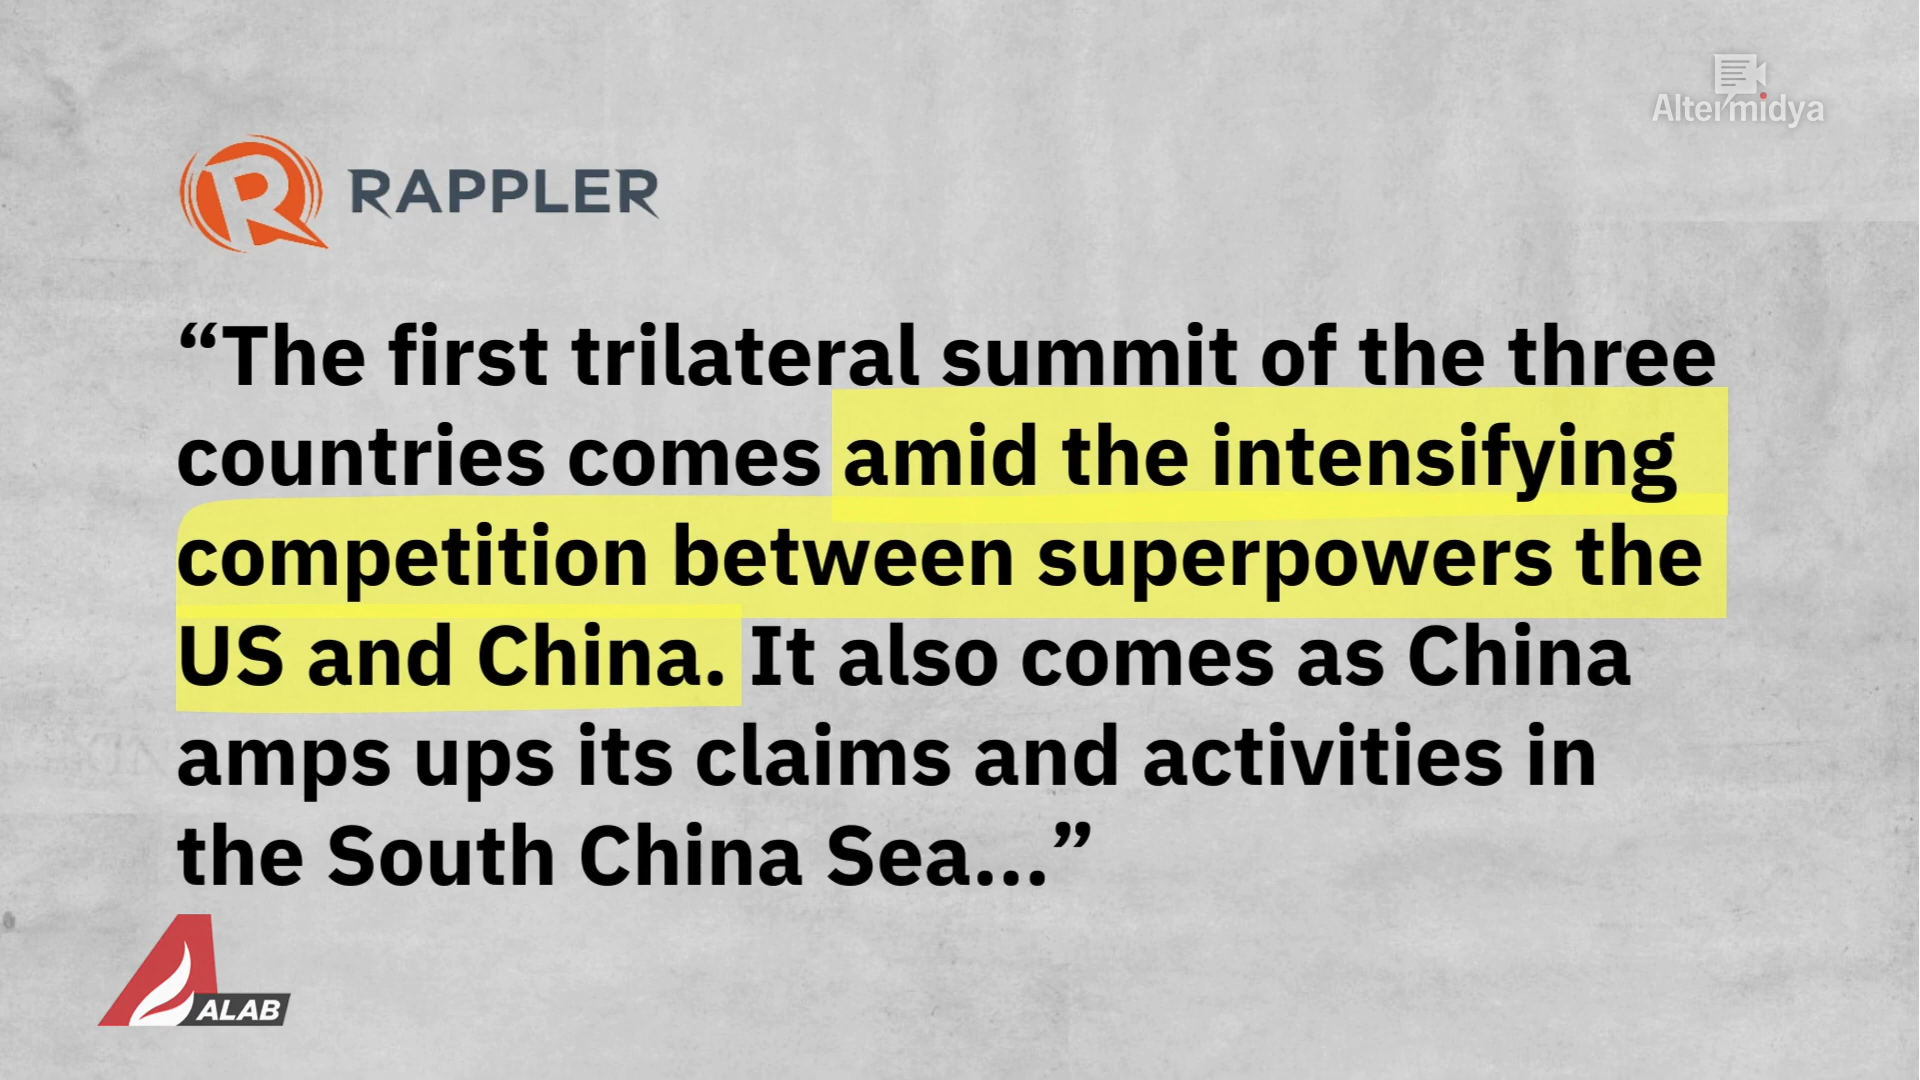 Altermidya
RAPPLER
“The first trilateral summit of the three
countries comes amid the intensifying
competition between superpowers the
US and China. It also comes as China
amps ups its claims and activities in
the South China Sea...”
ALAB